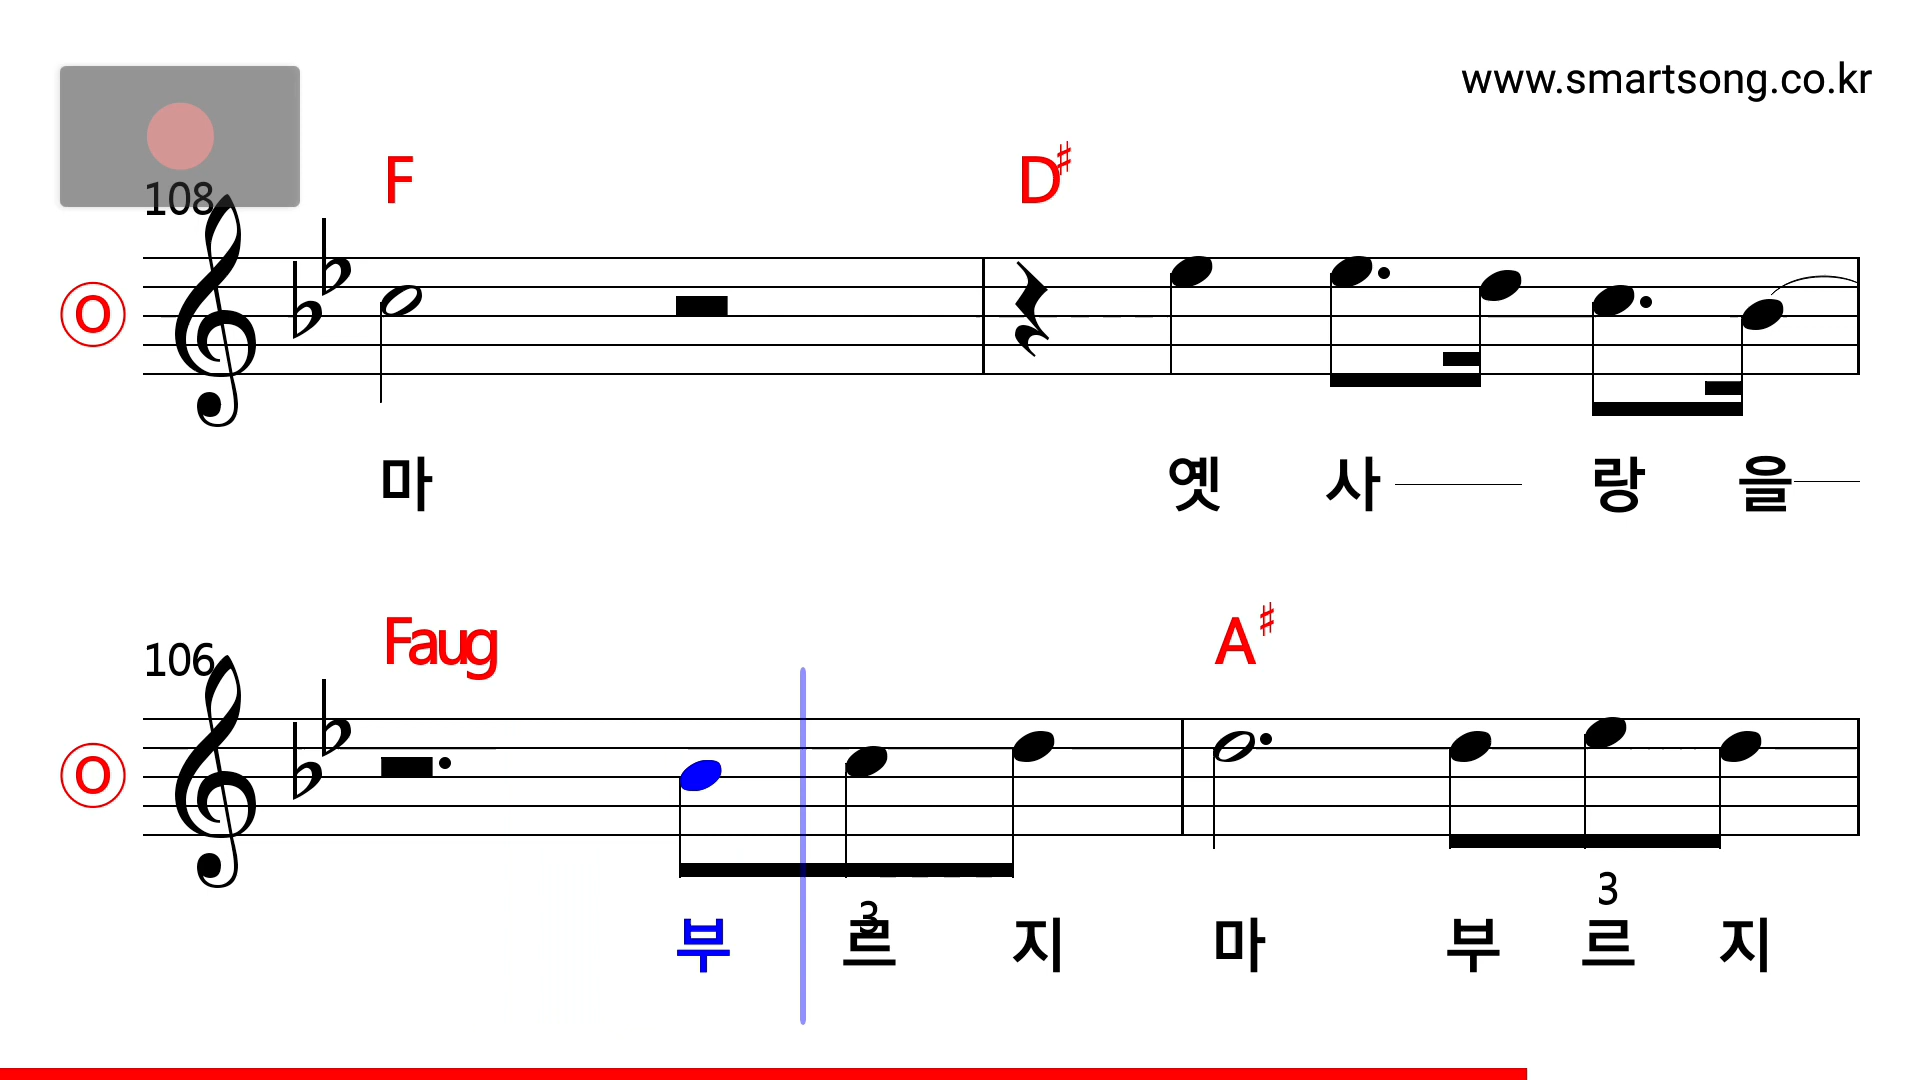 www.smartsong.co.kr
108
F D♯
O
마 옛 사 랑 을
106
Faug A♯
O
3 3
부 르 지 마 부 르 지